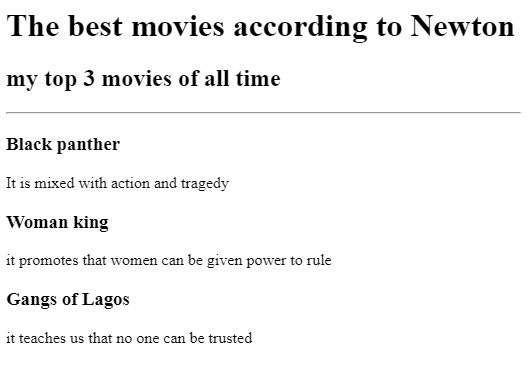 The best movies according to Newton
my top 3 movies of all time
Black panther
It is mixed with action and tragedy
Woman king
it promotes that women can be given power to rule
Gangs of Lagos
it teaches us that no one can be trusted